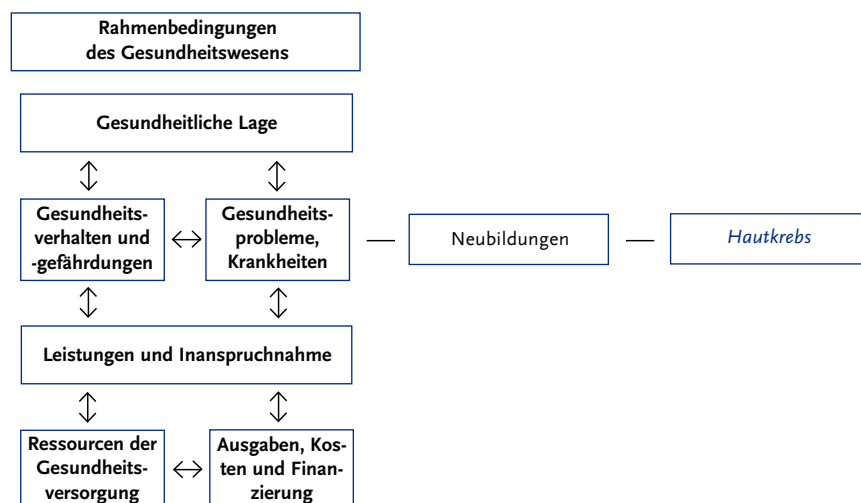 Rahmenbedingungen
des Gesundheitswesens
Gesundheitliche Lage
Gesundheits-
verhalten und
-gefährdungen
Gesundheits-
probleme,
Krankheiten
Neubildungen
Hautkrebs
Leistungen und Inanspruchnahme
Ressourcen der
Gesundheits-
versorgung
Ausgaben, Kos-
ten und Finan-
zierung